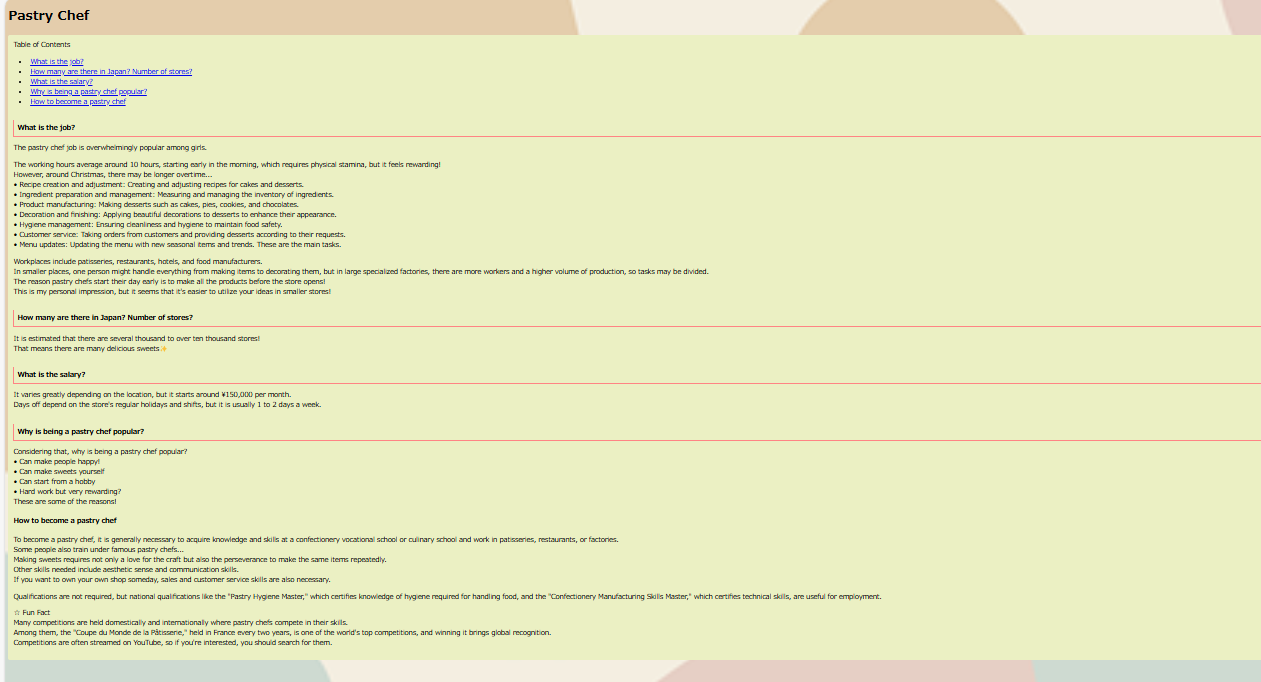 Pastry Chef
Table of Contents
• What is the job?
• How many are there in Japan? Number of stores?
• What is the salary?
• Why is being a pastry chef popular?
• How to become a pastry chef
What is the job?
The pastry chef job is overwhelmingly popular among girls.
The working hours average around 10 hours, starting early in the morning, which requires physical stamina, but it feels rewarding!
However, around Christmas, there may be longer overtime...
• Recipe creation and adjustment: Creating and adjusting recipes for cakes and desserts.
• Ingredient preparation and management: Measuring and managing the inventory of ingredients.
• Product manufacturing: Making desserts such as cakes, pies, cookies, and chocolates.
• Decoration and finishing: Applying beautiful decorations to desserts to enhance their appearance.
• Hygiene management: Ensuring cleanliness and hygiene to maintain food safety.
• Customer service: Taking orders from customers and providing desserts according to their requests.
• Menu updates: Updating the menu with new seasonal items and trends. These are the main tasks.
Workplaces include patisseries, restaurants, hotels, and food manufacturers.
In smaller places, one person might handle everything from making items to decorating them, but in large specialized factories, there are more workers and a higher volume of production, so tasks may be divided.
The reason pastry chefs start their day early is to make all the products before the store opens!
This is my personal impression, but it seems that it's easier to utilize your ideas in smaller stores!
How many are there in Japan? Number of stores?
It is estimated that there are several thousand to over ten thousand stores!
That means there are many delicious sweets✨
What is the salary?
It varies greatly depending on the location, but it starts around ¥150,000 per month.
Days off depend on the store's regular holidays and shifts, but it is usually 1 to 2 days a week.
Why is being a pastry chef popular?
Considering that, why is being a pastry chef popular?
• Can make people happy!
• Can make sweets yourself
• Can start from a hobby
• Hard work but very rewarding?
These are some of the reasons!
How to become a pastry chef
To become a pastry chef, it is generally necessary to acquire knowledge and skills at a confectionery vocational school or culinary school and work in patisseries, restaurants, or factories.
Some people also train under famous pastry chefs...
Making sweets requires not only a love for the craft but also the perseverance to make the same items repeatedly.
Other skills needed include aesthetic sense and communication skills.
If you want to own your own shop someday, sales and customer service skills are also necessary.
Qualifications are not required, but national qualifications like the "Pastry Hygiene Master," which certifies knowledge of hygiene required for handling food, and the "Confectionery Manufacturing Skills Master," which certifies technical skills, are useful for employment.
☆ Fun Fact
Many competitions are held domestically and internationally where pastry chefs compete in their skills.
Among them, the "Coupe du Monde de la Pâtisserie," held in France every two years, is one of the world's top competitions, and winning it brings global recognition.
Competitions are often streamed on YouTube, so if you're interested, you should search for them.